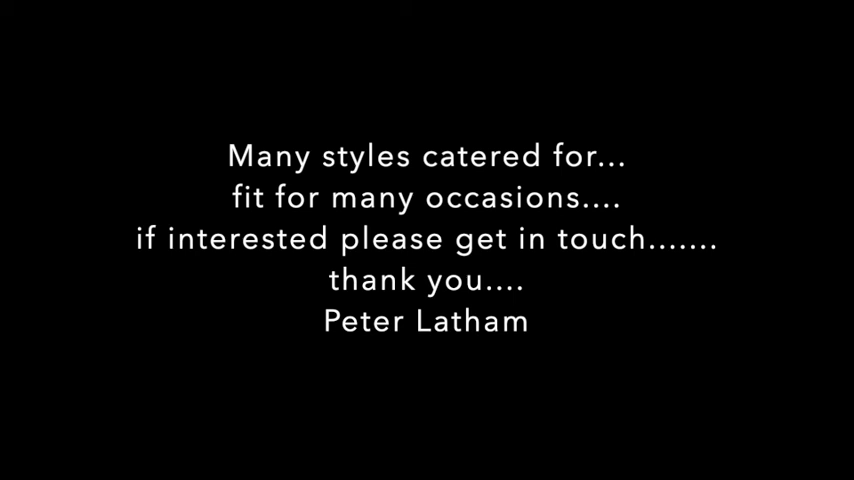 Many styles catered for...
fit for many occasions....
if interested please get in touch.......
thank you....
Peter Latham